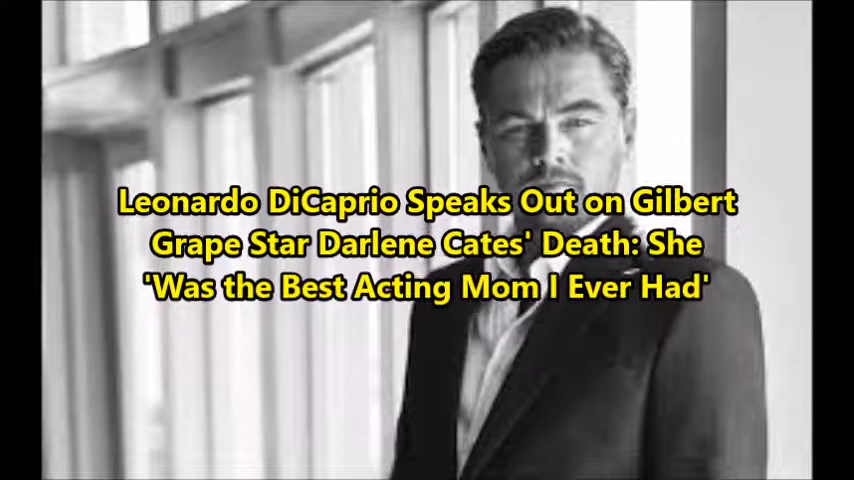 Leonardo DiCaprio Speaks Out on Gilbert
Grape Star Darlene Cates' Death: She
'Was the Best Acting Mom I Ever Had'